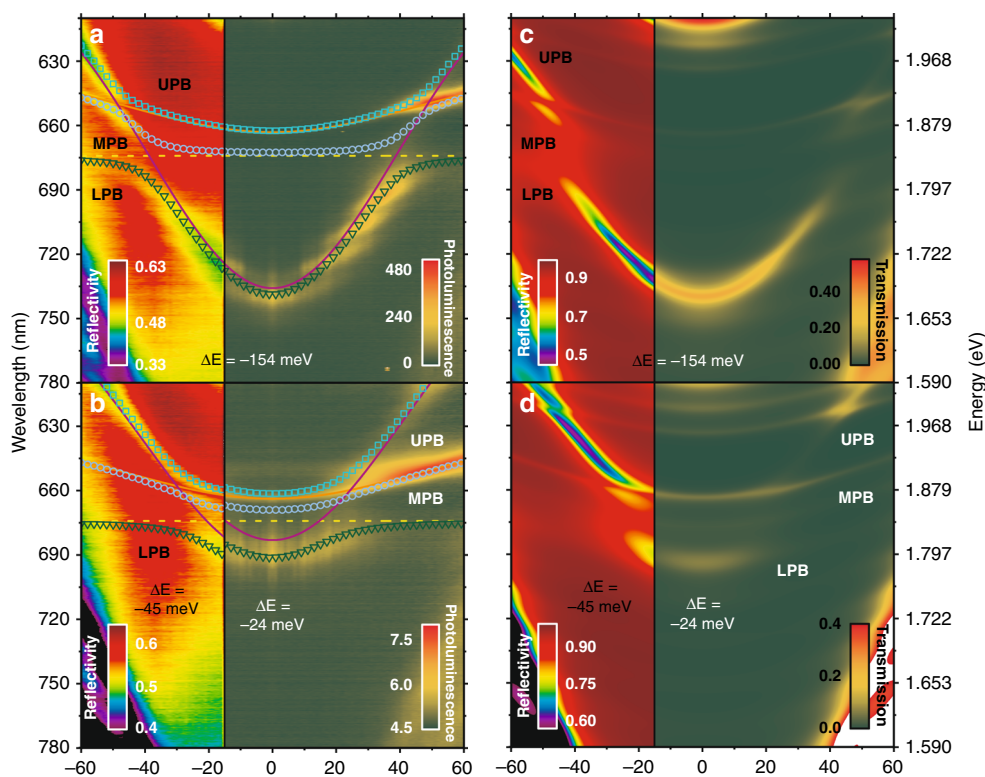 a
UPB
MPB
LPB
Reflectivity
0.63
0.48
0.33
ΔE = –154 meV
Photoluminescence
480
240
0
630
660
690
720
750
780
Wevelength (nm)
b
UPB
MPB
LPB
ΔE =
–45 meV
ΔE =
–24 meV
Reflectivity
0.6
0.5
0.4
Photoluminescence
7.5
6.0
4.5
630
660
690
720
750
780
–60
–40
–20
0
20
40
60
c
UPB
MPB
LPB
Reflectivity
0.9
0.7
0.5
ΔE = –154 meV
Transmission
0.40
0.20
0.00
1.968
1.879
1.797
1.722
1.653
1.590
Energy (eV)
d
UPB
MPB
LPB
ΔE =
–45 meV
ΔE =
–24 meV
Reflectivity
0.90
0.75
0.60
Transmission
0.4
0.2
0.0
1.968
1.879
1.797
1.722
1.653
1.590
–60
–40
–20
0
20
40
60